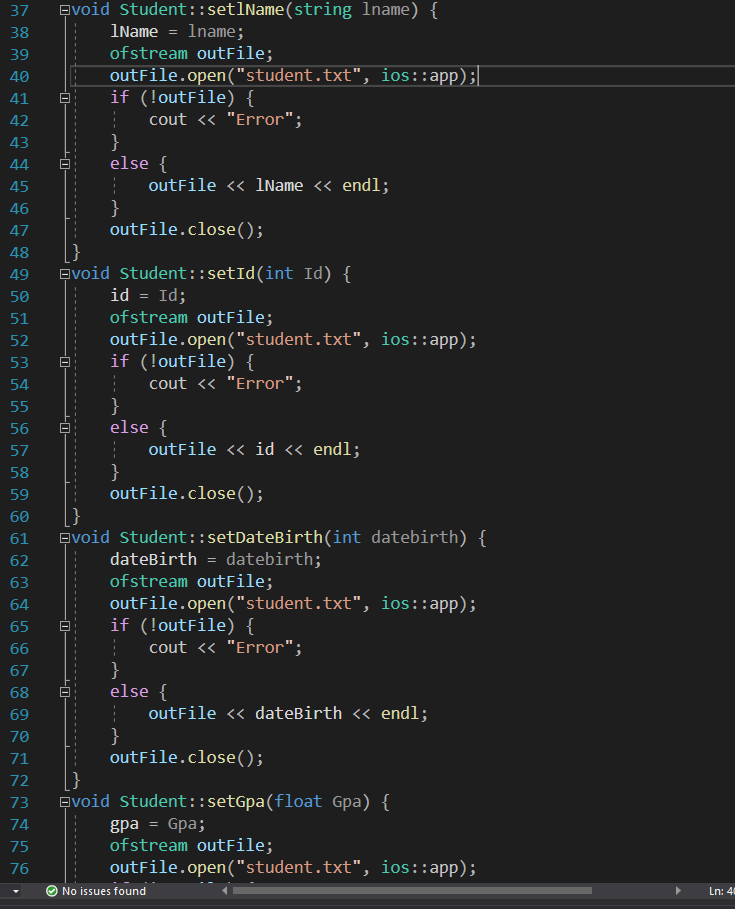 37 void Student::setlName(string lname) {
38 lName = lname;
39 ofstream outFile;
40 outFile.open("student.txt", ios::app);
41 if (!outFile) {
42 cout << "Error";
43 }
44 else {
45 outFile << lName << endl;
46 }
47 outFile.close();
48 }
49 void Student::setId(int Id) {
50 id = Id;
51 ofstream outFile;
52 outFile.open("student.txt", ios::app);
53 if (!outFile) {
54 cout << "Error";
55 }
56 else {
57 outFile << id << endl;
58 }
59 outFile.close();
60 }
61 void Student::setDateBirth(int datebirth) {
62 dateBirth = datebirth;
63 ofstream outFile;
64 outFile.open("student.txt", ios::app);
65 if (!outFile) {
66 cout << "Error";
67 }
68 else {
69 outFile << dateBirth << endl;
70 }
71 outFile.close();
72 }
73 void Student::setGpa(float Gpa) {
74 gpa = Gpa;
75 ofstream outFile;
76 outFile.open("student.txt", ios::app);
No issues found
Ln: